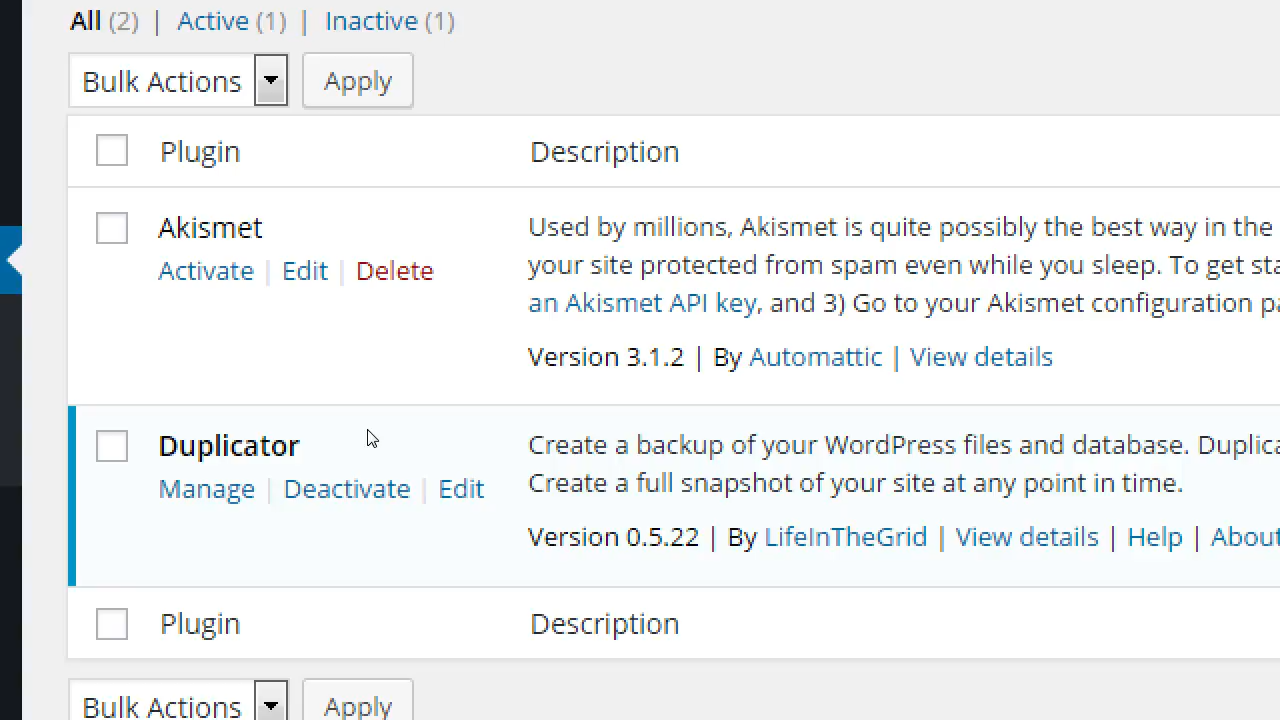 All (2) | Active (1) | Inactive (1)
Bulk Actions Apply
Plugin Description
Akismet Used by millions, Akismet is quite possibly the best way in the
Activate | Edit | Delete your site protected from spam even while you sleep. To get
an Akismet API key, and 3) Go to your Akismet configuration
Version 3.1.2 | By Automattic | View details
Duplicator Create a backup of your WordPress files and database.
Manage | Deactivate | Edit Create a full snapshot of your site at any point in time.
Version 0.5.22 | By LifeInTheGrid | View details | Help | About
Plugin Description
Bulk Actions Apply